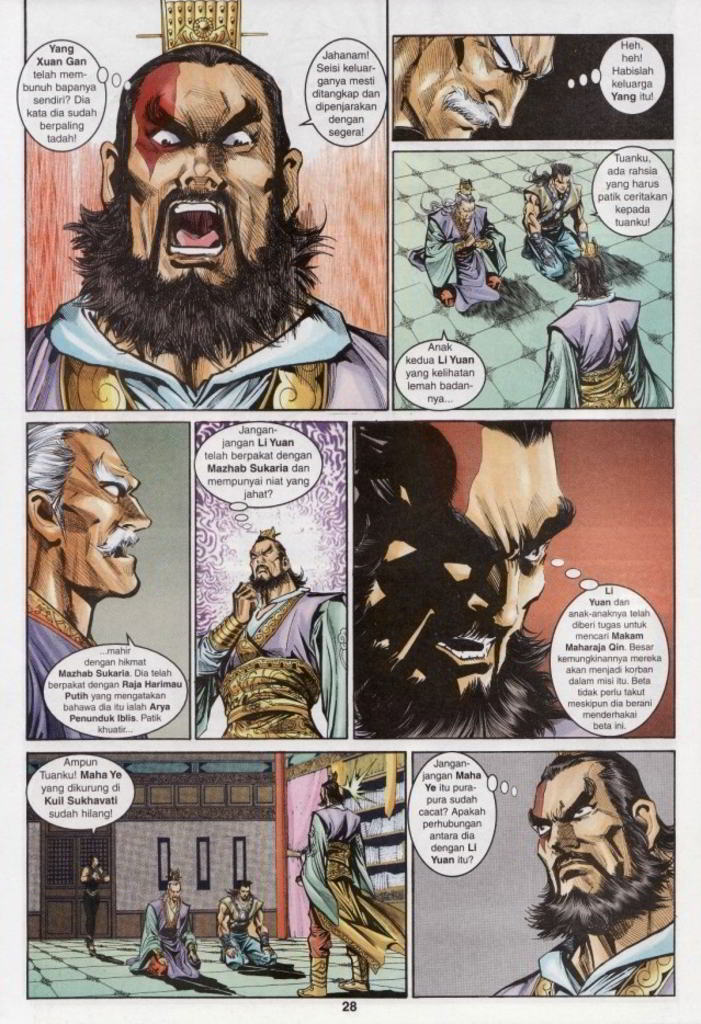 Yang
Xuan Gan
telah mem-
bunuh bapanya
sendiri? Dia
kata dia sudah
berpaling
tadah!
Jahanam!
Seisi keluar-
ganya mesti
ditangkap dan
dipenjarakan
dengan
segera!
Heh,
heh!
Habislah
keluarga
Yang itu!
Tuanku,
ada rahsia
yang harus
patik ceritakan
kepada
tuanku!
Anak
kedua Li Yuan
yang kelihatan
lemah badan-
nya...
...mahir
dengan hikmat
Mazhab Sukaria. Dia telah
berpakat dengan Raja Harimau
Putih yang mengatakan
bahawa dia itu ialah Arya
Penunduk Iblis. Patik
khuatir...
Jangan-
jangan Li Yuan
telah berpakat dengan
Mazhab Sukaria dan
mempunyai niat yang
jahat?
Li
Yuan dan
anak-anaknya telah
diberi tugas untuk
mencari Makam
Maharaja Qin. Besar
kemungkinannya mereka
akan menjadi korban
dalam misi itu. Beta
tidak perlu takut
meskipun dia berani
menderhakai
beta ini.
Ampun
Tuanku! Maha Ye
yang dikurung di
Kuil Sukhavati
sudah hilang!
Jangan-
jangan Maha
Ye itu pura-
pura sudah
cacat? Apakah
perhubungan
antara dia
dengan Li
Yuan itu?
28